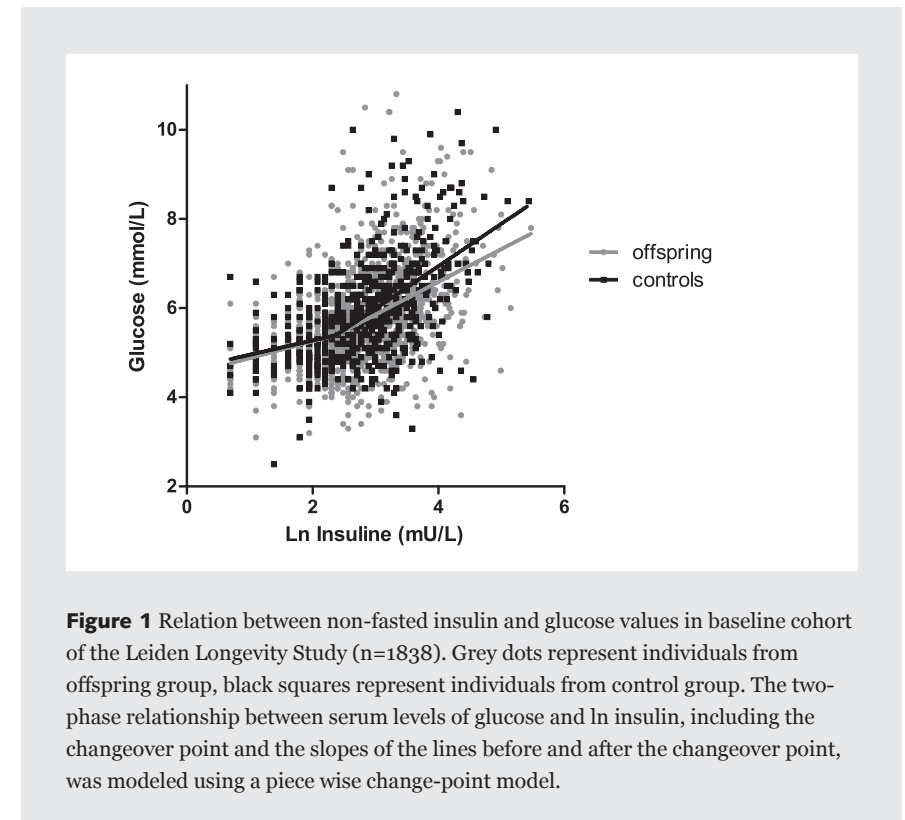 10
8
6
4
2
0 2 4 6
Glucose (mmol/L)
Ln Insuline (mU/L)
offspring
controls
Figure 1 Relation between non-fasted insulin and glucose values in baseline cohort
of the Leiden Longevity Study (n=1838). Grey dots represent individuals from
offspring group, black squares represent individuals from control group. The two-
phase relationship between serum levels of glucose and ln insulin, including the
changeover point and the slopes of the lines before and after the changeover point,
was modeled using a piece wise change-point model.